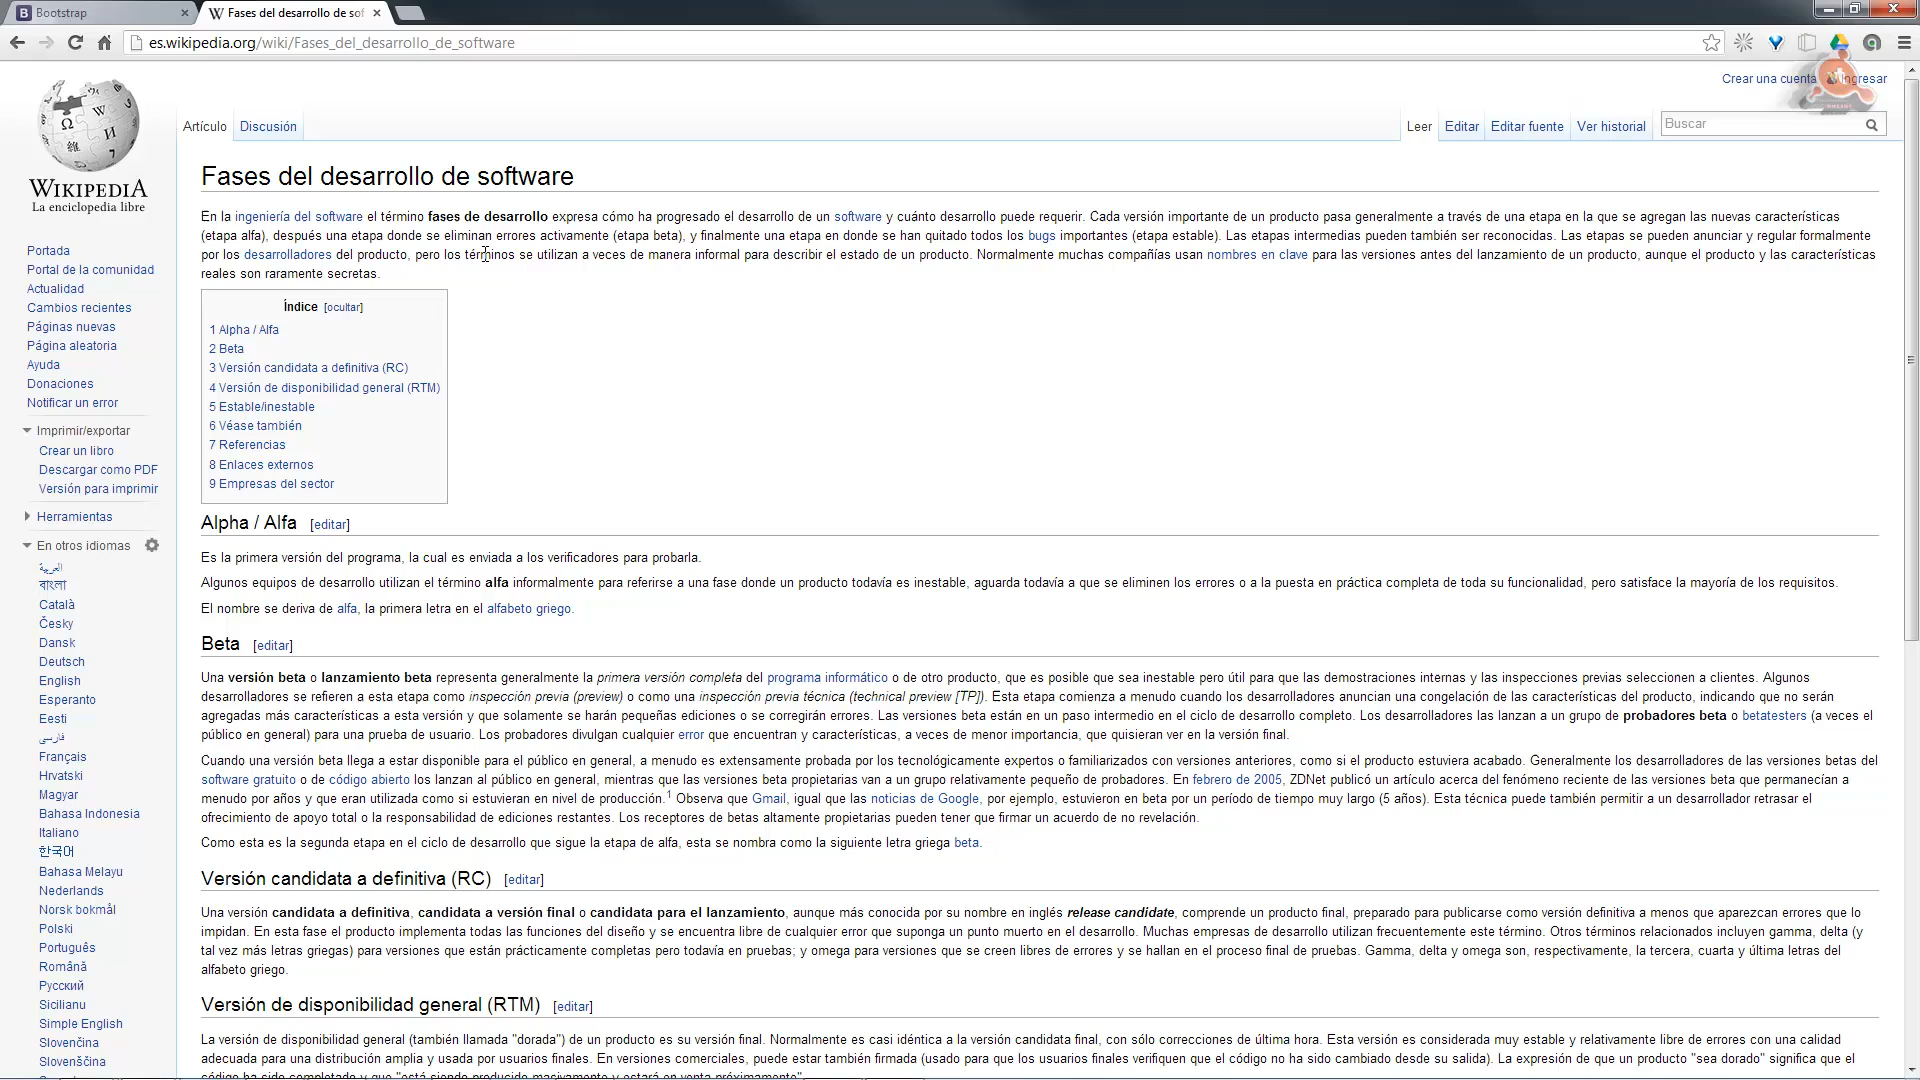 Bootstrap
Fases del desarrollo de sof
es.wikipedia.org/wiki/Fases_del_desarrollo_de_software
Crear una cuenta
Ingresar
WIKIPEDIA
La enciclopedia libre
Artículo
Discusión
Leer
Editar
Editar fuente
Ver historial
Buscar
Portada
Portal de la comunidad
Actualidad
Cambios recientes
Páginas nuevas
Página aleatoria
Ayuda
Donaciones
Notificar un error
Imprimir/exportar
Crear un libro
Descargar como PDF
Versión para imprimir
Herramientas
En otros idiomas
العربية
বাংলা
Català
Česky
Dansk
Deutsch
English
Esperanto
Eesti
فارسی
Français
Hrvatski
Magyar
Bahasa Indonesia
Italiano
한국어
Bahasa Melayu
Nederlands
Norsk bokmål
Polski
Português
Română
Русский
Sicilianu
Simple English
Slovenčina
Slovenščina
Fases del desarrollo de software
En la ingeniería del software el término fases de desarrollo expresa cómo ha progresado el desarrollo de un software y cuánto desarrollo puede requerir. Cada versión importante de un producto pasa generalmente a través de una etapa en la que se agregan las nuevas características
(etapa alfa), después una etapa donde se eliminan errores activamente (etapa beta), y finalmente una etapa en donde se han quitado todos los bugs importantes (etapa estable). Las etapas intermedias pueden también ser reconocidas. Las etapas se pueden anunciar y regular formalmente
por los desarrolladores del producto, pero los términos se utilizan a veces de manera informal para describir el estado de un producto. Normalmente muchas compañías usan nombres en clave para las versiones antes del lanzamiento de un producto, aunque el producto y las características
reales son raramente secretas.
Índice [ocultar]
1 Alpha / Alfa
2 Beta
3 Versión candidata a definitiva (RC)
4 Versión de disponibilidad general (RTM)
5 Estable/inestable
6 Véase también
7 Referencias
8 Enlaces externos
9 Empresas del sector
Alpha / Alfa [editar]
Es la primera versión del programa, la cual es enviada a los verificadores para probarla.
Algunos equipos de desarrollo utilizan el término alfa informalmente para referirse a una fase donde un producto todavía es inestable, aguarda todavía a que se eliminen los errores o a la puesta en práctica completa de toda su funcionalidad, pero satisface la mayoría de los requisitos.
El nombre se deriva de alfa, la primera letra en el alfabeto griego.
Beta [editar]
Una versión beta o lanzamiento beta representa generalmente la primera versión completa del programa informático o de otro producto, que es posible que sea inestable pero útil para que las demostraciones internas y las inspecciones previas seleccionen a clientes. Algunos
desarrolladores se refieren a esta etapa como inspección previa (preview) o como una inspección previa técnica (technical preview [TP]). Esta etapa comienza a menudo cuando los desarrolladores anuncian una congelación de las características del producto, indicando que no serán
agregadas más características a esta versión y que solamente se harán pequeñas ediciones o se corregirán errores. Las versiones beta están en un paso intermedio en el ciclo de desarrollo completo. Los desarrolladores las lanzan a un grupo de probadores beta o betatesters (a veces el
público en general) para una prueba de usuario. Los probadores divulgan cualquier error que encuentran y características, a veces de menor importancia, que quisieran ver en la versión final.
Cuando una versión beta llega a estar disponible para el público en general, a menudo es extensamente probada por los tecnológicamente expertos o familiarizados con versiones anteriores, como si el producto estuviera acabado. Generalmente los desarrolladores de las versiones betas del
software gratuito o de código abierto los lanzan al público en general, mientras que las versiones beta propietarias van a un grupo relativamente pequeño de probadores. En febrero de 2005, ZDNet publicó un artículo acerca del fenómeno reciente de las versiones beta que permanecían a
menudo por años y que eran utilizada como si estuvieran en nivel de producción.1 Observa que Gmail, igual que las noticias de Google, por ejemplo, estuvieron en beta por un período de tiempo muy largo (5 años). Esta técnica puede también permitir a un desarrollador retrasar el
ofrecimiento de apoyo total o la responsabilidad de ediciones restantes. Los receptores de betas altamente propietarias pueden tener que firmar un acuerdo de no revelación.
Como esta es la segunda etapa en el ciclo de desarrollo que sigue la etapa de alfa, esta se nombra como la siguiente letra griega beta.
Versión candidata a definitiva (RC) [editar]
Una versión candidata a definitiva, candidata a versión final o candidata para el lanzamiento, aunque más conocida por su nombre en inglés release candidate, comprende un producto final, preparado para publicarse como versión definitiva a menos que aparezcan errores que lo
impidan. En esta fase el producto implementa todas las funciones del diseño y se encuentra libre de cualquier error que suponga un punto muerto en el desarrollo. Muchas empresas de desarrollo utilizan frecuentemente este término. Otros términos relacionados incluyen gamma, delta (y
tal vez más letras griegas) para versiones que están prácticamente completas pero todavía en pruebas; y omega para versiones que se creen libres de errores y se hallan en el proceso final de pruebas. Gamma, delta y omega son, respectivamente, la tercera, cuarta y última letras del
alfabeto griego.
Versión de disponibilidad general (RTM) [editar]
La versión de disponibilidad general (también llamada "dorada") de un producto es su versión final. Normalmente es casi idéntica a la versión candidata final, con sólo correcciones de última hora. Esta versión es considerada muy estable y relativamente libre de errores con una calidad
adecuada para una distribución amplia y usada por usuarios finales. En versiones comerciales, puede estar también firmada (usado para que los usuarios finales verifiquen que el código no ha sido cambiado desde su salida). La expresión de que un producto "sea dorado" significa que el
código ha sido completado y que "está siendo producido masivamente y estará en venta próximamente".